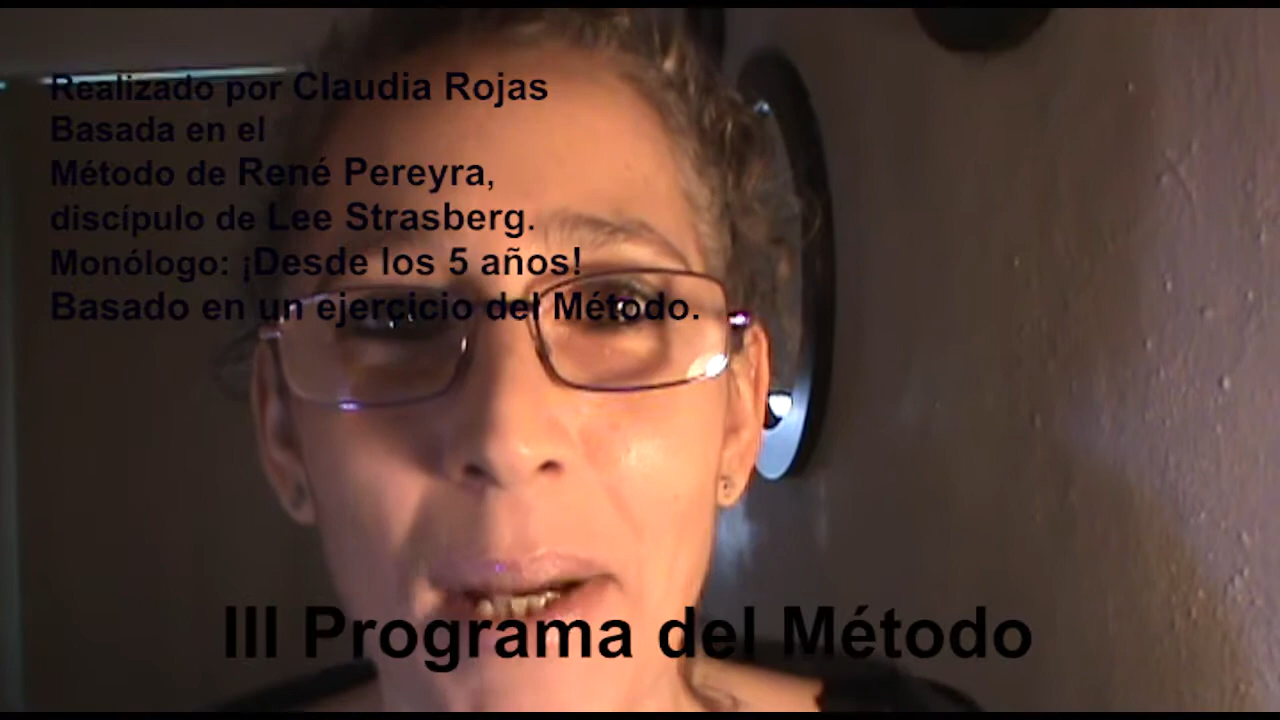 Realizado por Claudia Rojas
Basada en el
Método de René Pereyra,
discípulo de Lee Strasberg.
Monólogo: ¡Desde los 5 años!
Basado en un ejercicio del Método.
III Programa del Método